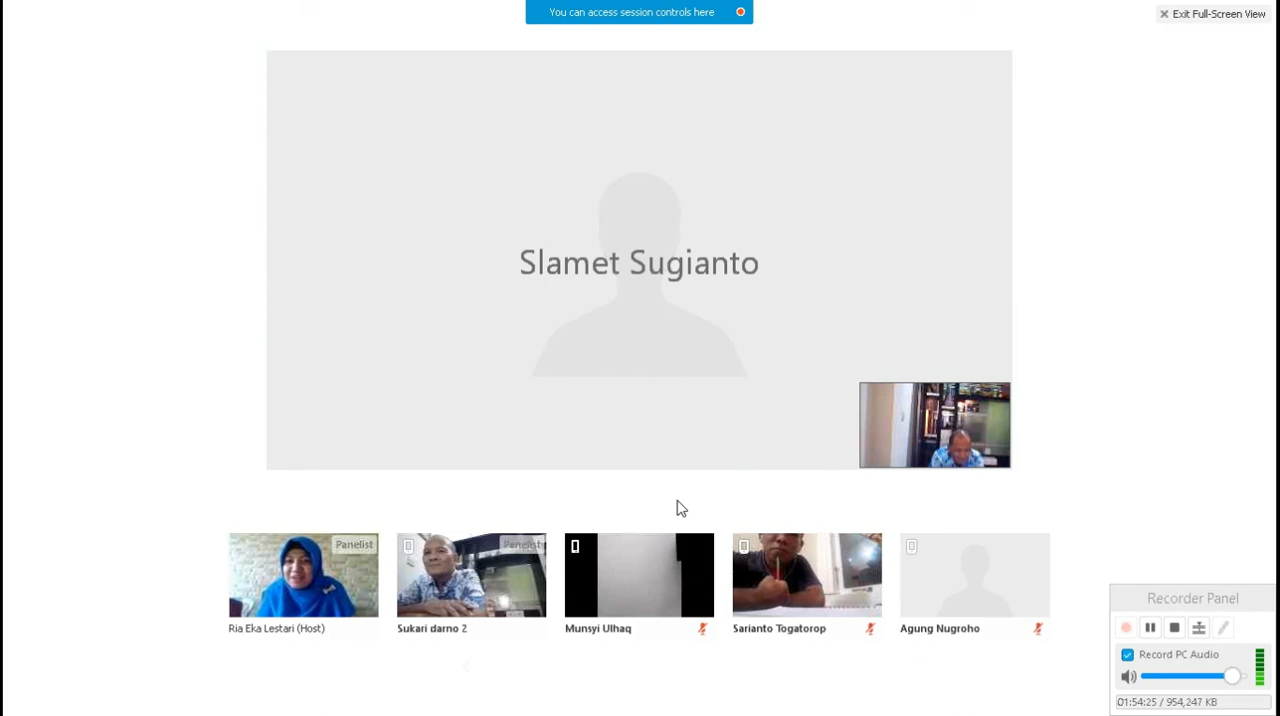 You can access session controls here
Exit Full-Screen View
Slamet Sugianto
Panelist
Panelist
Ria Eka Lestari (Host)
Sukari darno 2
Munsyi Ulhaq
Sarianto Togatorop
Agung Nugroho
Recorder Panel
Record PC Audio
01:54:25 / 954,247 KB